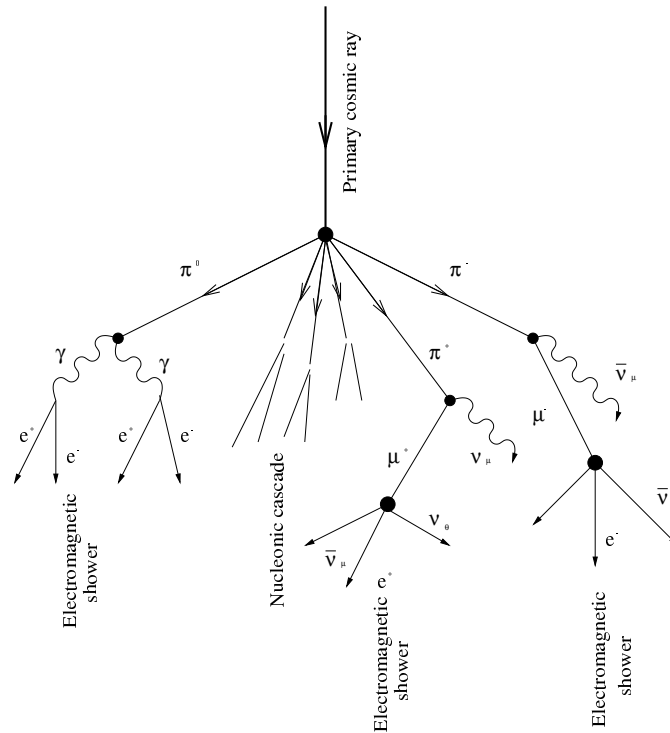 Primary cosmic ray
π⁰
π⁻
γ
γ
π⁺
ν̄μ
e⁺
e⁻
e⁺
e⁻
μ⁺
νμ
μ⁻
ν̄
Nucleonic cascade
νe
ν̄μ
e⁺
e⁻
Electromagnetic
shower
Electromagnetic
shower
Electromagnetic
shower